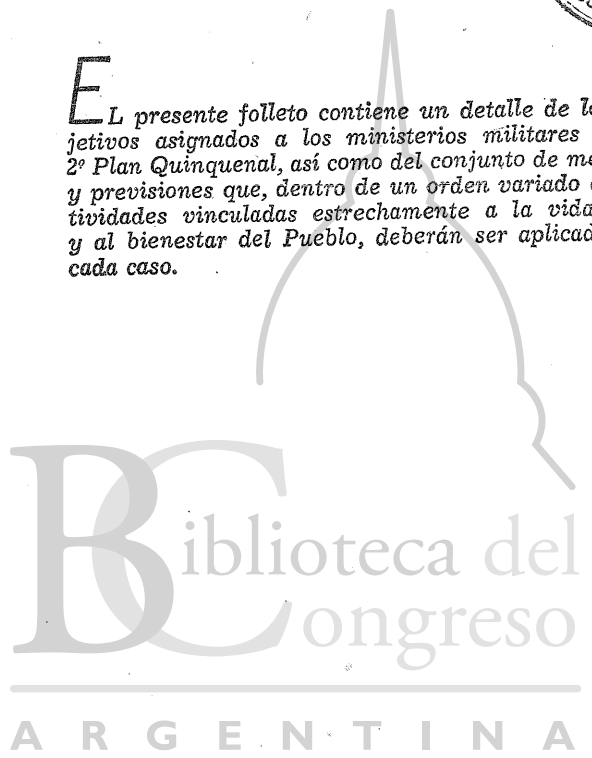 EL presente folleto contiene un detalle de
jetivos asignados a los ministerios militares
2º Plan Quinquenal, así como del conjunto de
y previsiones que, dentro de un orden variado
tividades vinculadas estrechamente a la vida
y al bienestar del Pueblo, deberán ser aplicad
cada caso.
Biblioteca del
Congreso
ARGENTINA